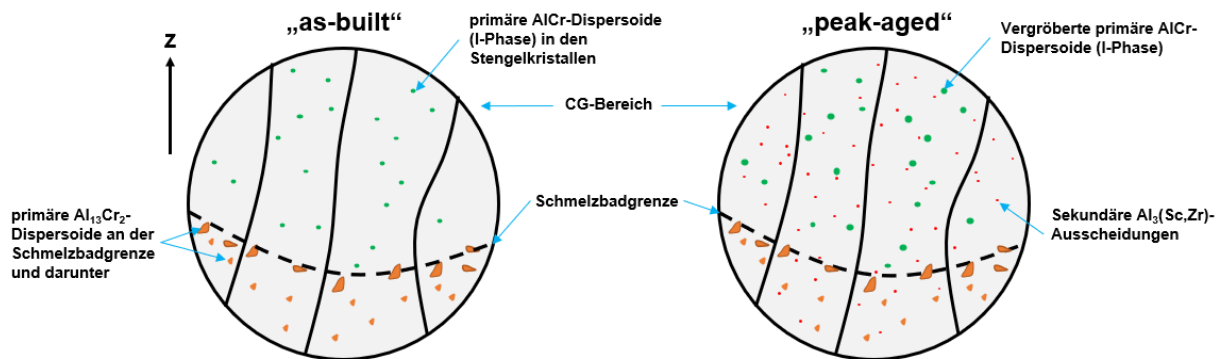 „as-built“
„peak-aged“
z
primäre AlCr-Dispersoide
(I-Phase) in den
Stengelkristallen
Vergröberte primäre AlCr-
Dispersoide (I-Phase)
CG-Bereich
Schmelzbadgrenze
primäre Al₁₃Cr₂-
Dispersoide an der
Schmelzbadgrenze
und darunter
Sekundäre Al₃(Sc,Zr)-
Ausscheidungen